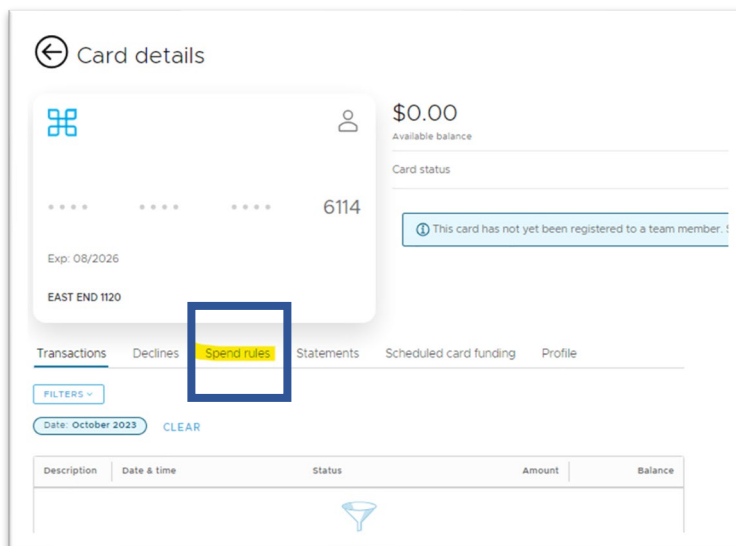 Card details
$0.00
Available balance
Card status
•••• •••• •••• 6114
This card has not yet been registered to a team member.
Exp: 08/2026
EAST END 1120
Transactions Declines Spend rules Statements Scheduled card funding Profile
FILTERS
Date: October 2023 CLEAR
Description Date & time Status Amount Balance